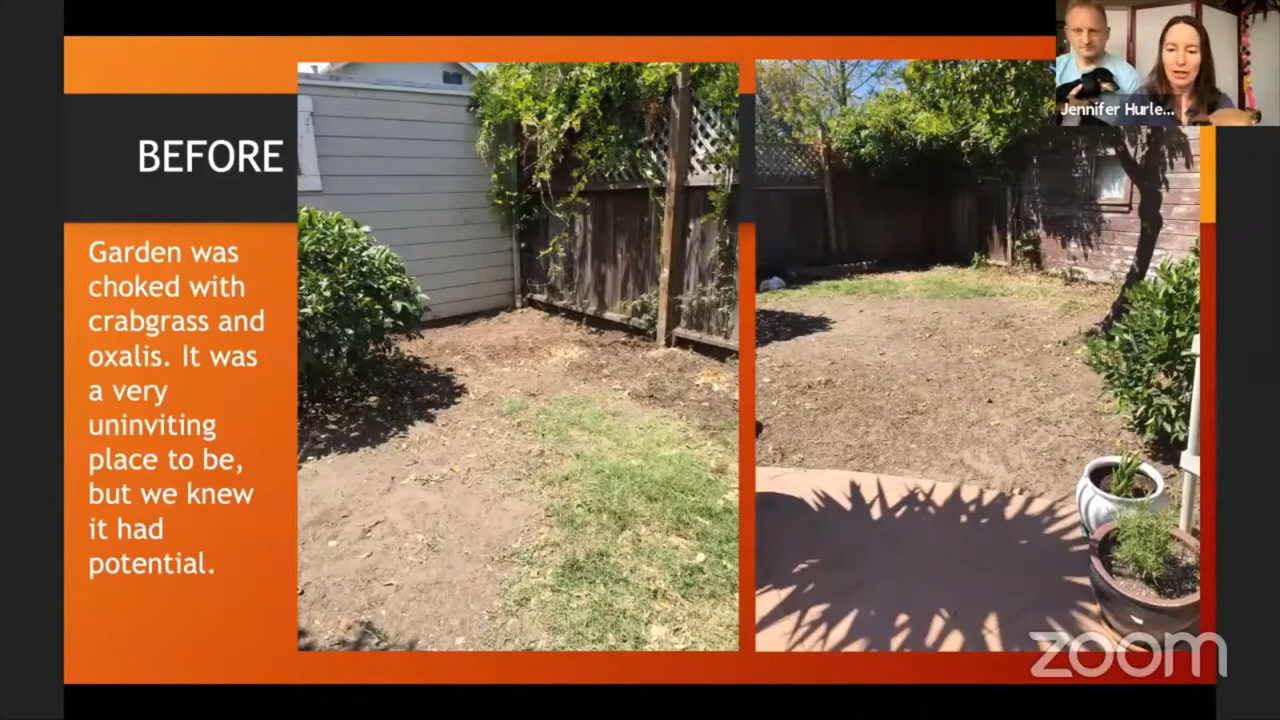 Jennifer Hurle...
BEFORE
Garden was
choked with
crabgrass and
oxalis. It was
a very
uninviting
place to be,
but we knew
it had
potential.
zoom